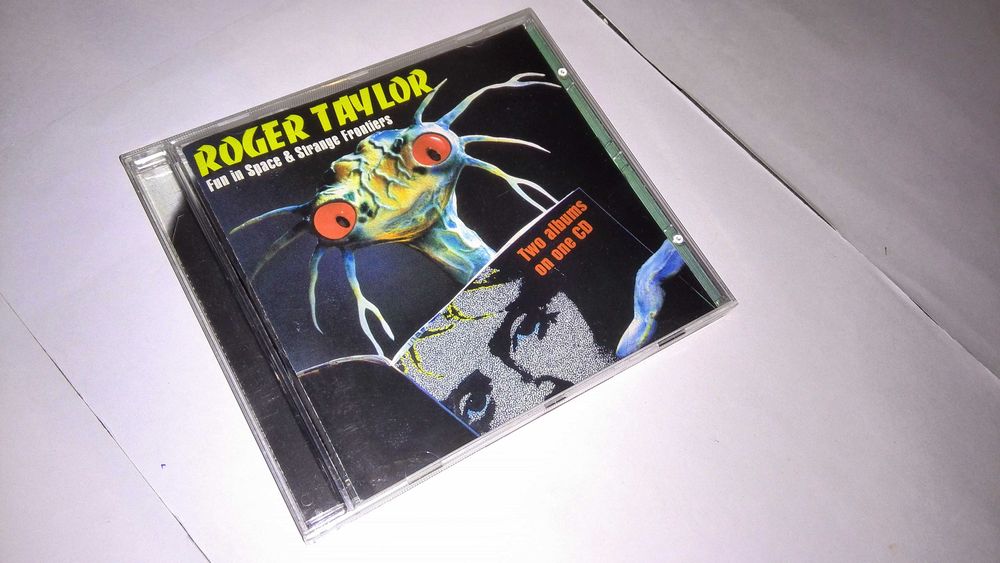 ROGER TAYLOR
Fun in Space & Strange Frontiers
Two albums
on one CD